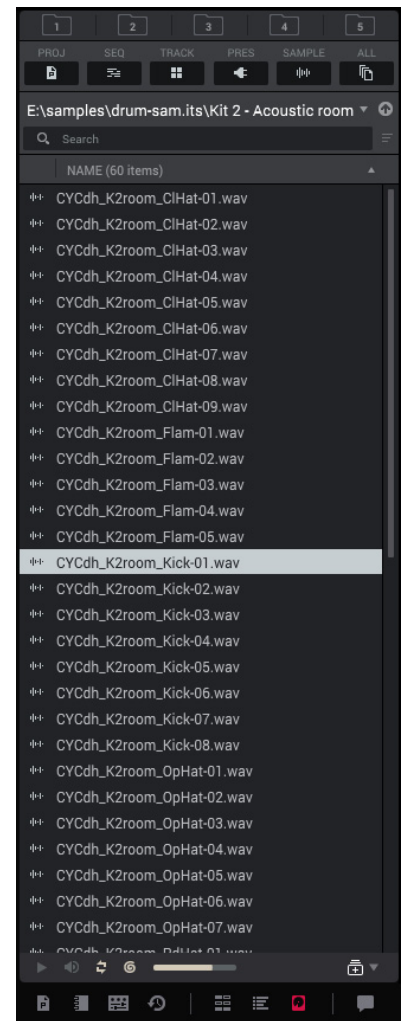 1 2 3 4 5
PROJ SEQ TRACK PRES SAMPLE ALL
E:\samples\drum-sam.its\Kit 2 - Acoustic room
Search
NAME (60 items)
CYCdh_K2room_ClHat-01.wav
CYCdh_K2room_ClHat-02.wav
CYCdh_K2room_ClHat-03.wav
CYCdh_K2room_ClHat-04.wav
CYCdh_K2room_ClHat-05.wav
CYCdh_K2room_ClHat-06.wav
CYCdh_K2room_ClHat-07.wav
CYCdh_K2room_ClHat-08.wav
CYCdh_K2room_ClHat-09.wav
CYCdh_K2room_Flam-01.wav
CYCdh_K2room_Flam-02.wav
CYCdh_K2room_Flam-03.wav
CYCdh_K2room_Flam-04.wav
CYCdh_K2room_Flam-05.wav
CYCdh_K2room_Kick-01.wav
CYCdh_K2room_Kick-02.wav
CYCdh_K2room_Kick-03.wav
CYCdh_K2room_Kick-04.wav
CYCdh_K2room_Kick-05.wav
CYCdh_K2room_Kick-06.wav
CYCdh_K2room_Kick-07.wav
CYCdh_K2room_Kick-08.wav
CYCdh_K2room_OpHat-01.wav
CYCdh_K2room_OpHat-02.wav
CYCdh_K2room_OpHat-03.wav
CYCdh_K2room_OpHat-04.wav
CYCdh_K2room_OpHat-05.wav
CYCdh_K2room_OpHat-06.wav
CYCdh_K2room_OpHat-07.wav